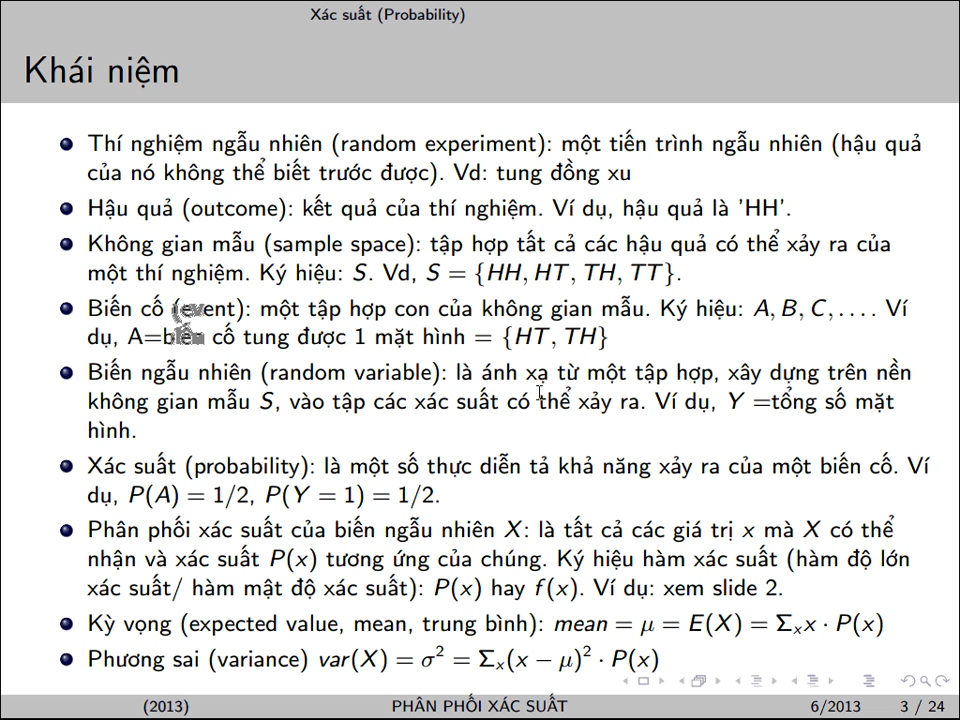 Xác suất (Probability)
Khái niệm
Thí nghiệm ngẫu nhiên (random experiment): một tiến trình ngẫu nhiên (hậu quả
của nó không thể biết trước được). Vd: tung đồng xu
Hậu quả (outcome): kết quả của thí nghiệm. Ví dụ, hậu quả là 'HH'.
Không gian mẫu (sample space): tập hợp tất cả các hậu quả có thể xảy ra của
một thí nghiệm. Ký hiệu: S. Vd, S = {HH, HT, TH, TT}.
Biến cố (event): một tập hợp con của không gian mẫu. Ký hiệu: A, B, C, .... Ví
dụ, A=biến cố tung được 1 mặt hình = {HT, TH}
Biến ngẫu nhiên (random variable): là ánh xạ từ một tập hợp, xây dựng trên nền
không gian mẫu S, vào tập các xác suất có thể xảy ra. Ví dụ, Y =tổng số mặt
hình.
Xác suất (probability): là một số thực diễn tả khả năng xảy ra của một biến cố. Ví
dụ, P(A) = 1/2, P(Y = 1) = 1/2.
Phân phối xác suất của biến ngẫu nhiên X: là tất cả các giá trị x mà X có thể
nhận và xác suất P(x) tương ứng của chúng. Ký hiệu hàm xác suất (hàm độ lớn
xác suất/ hàm mật độ xác suất): P(x) hay f(x). Ví dụ: xem slide 2.
Kỳ vọng (expected value, mean, trung bình): mean = μ = E(X) = Σₓx · P(x)
Phương sai (variance) var(X) = σ² = Σₓ(x − μ)² · P(x)
(2013) PHÂN PHỐI XÁC SUẤT 6/2013 3 / 24